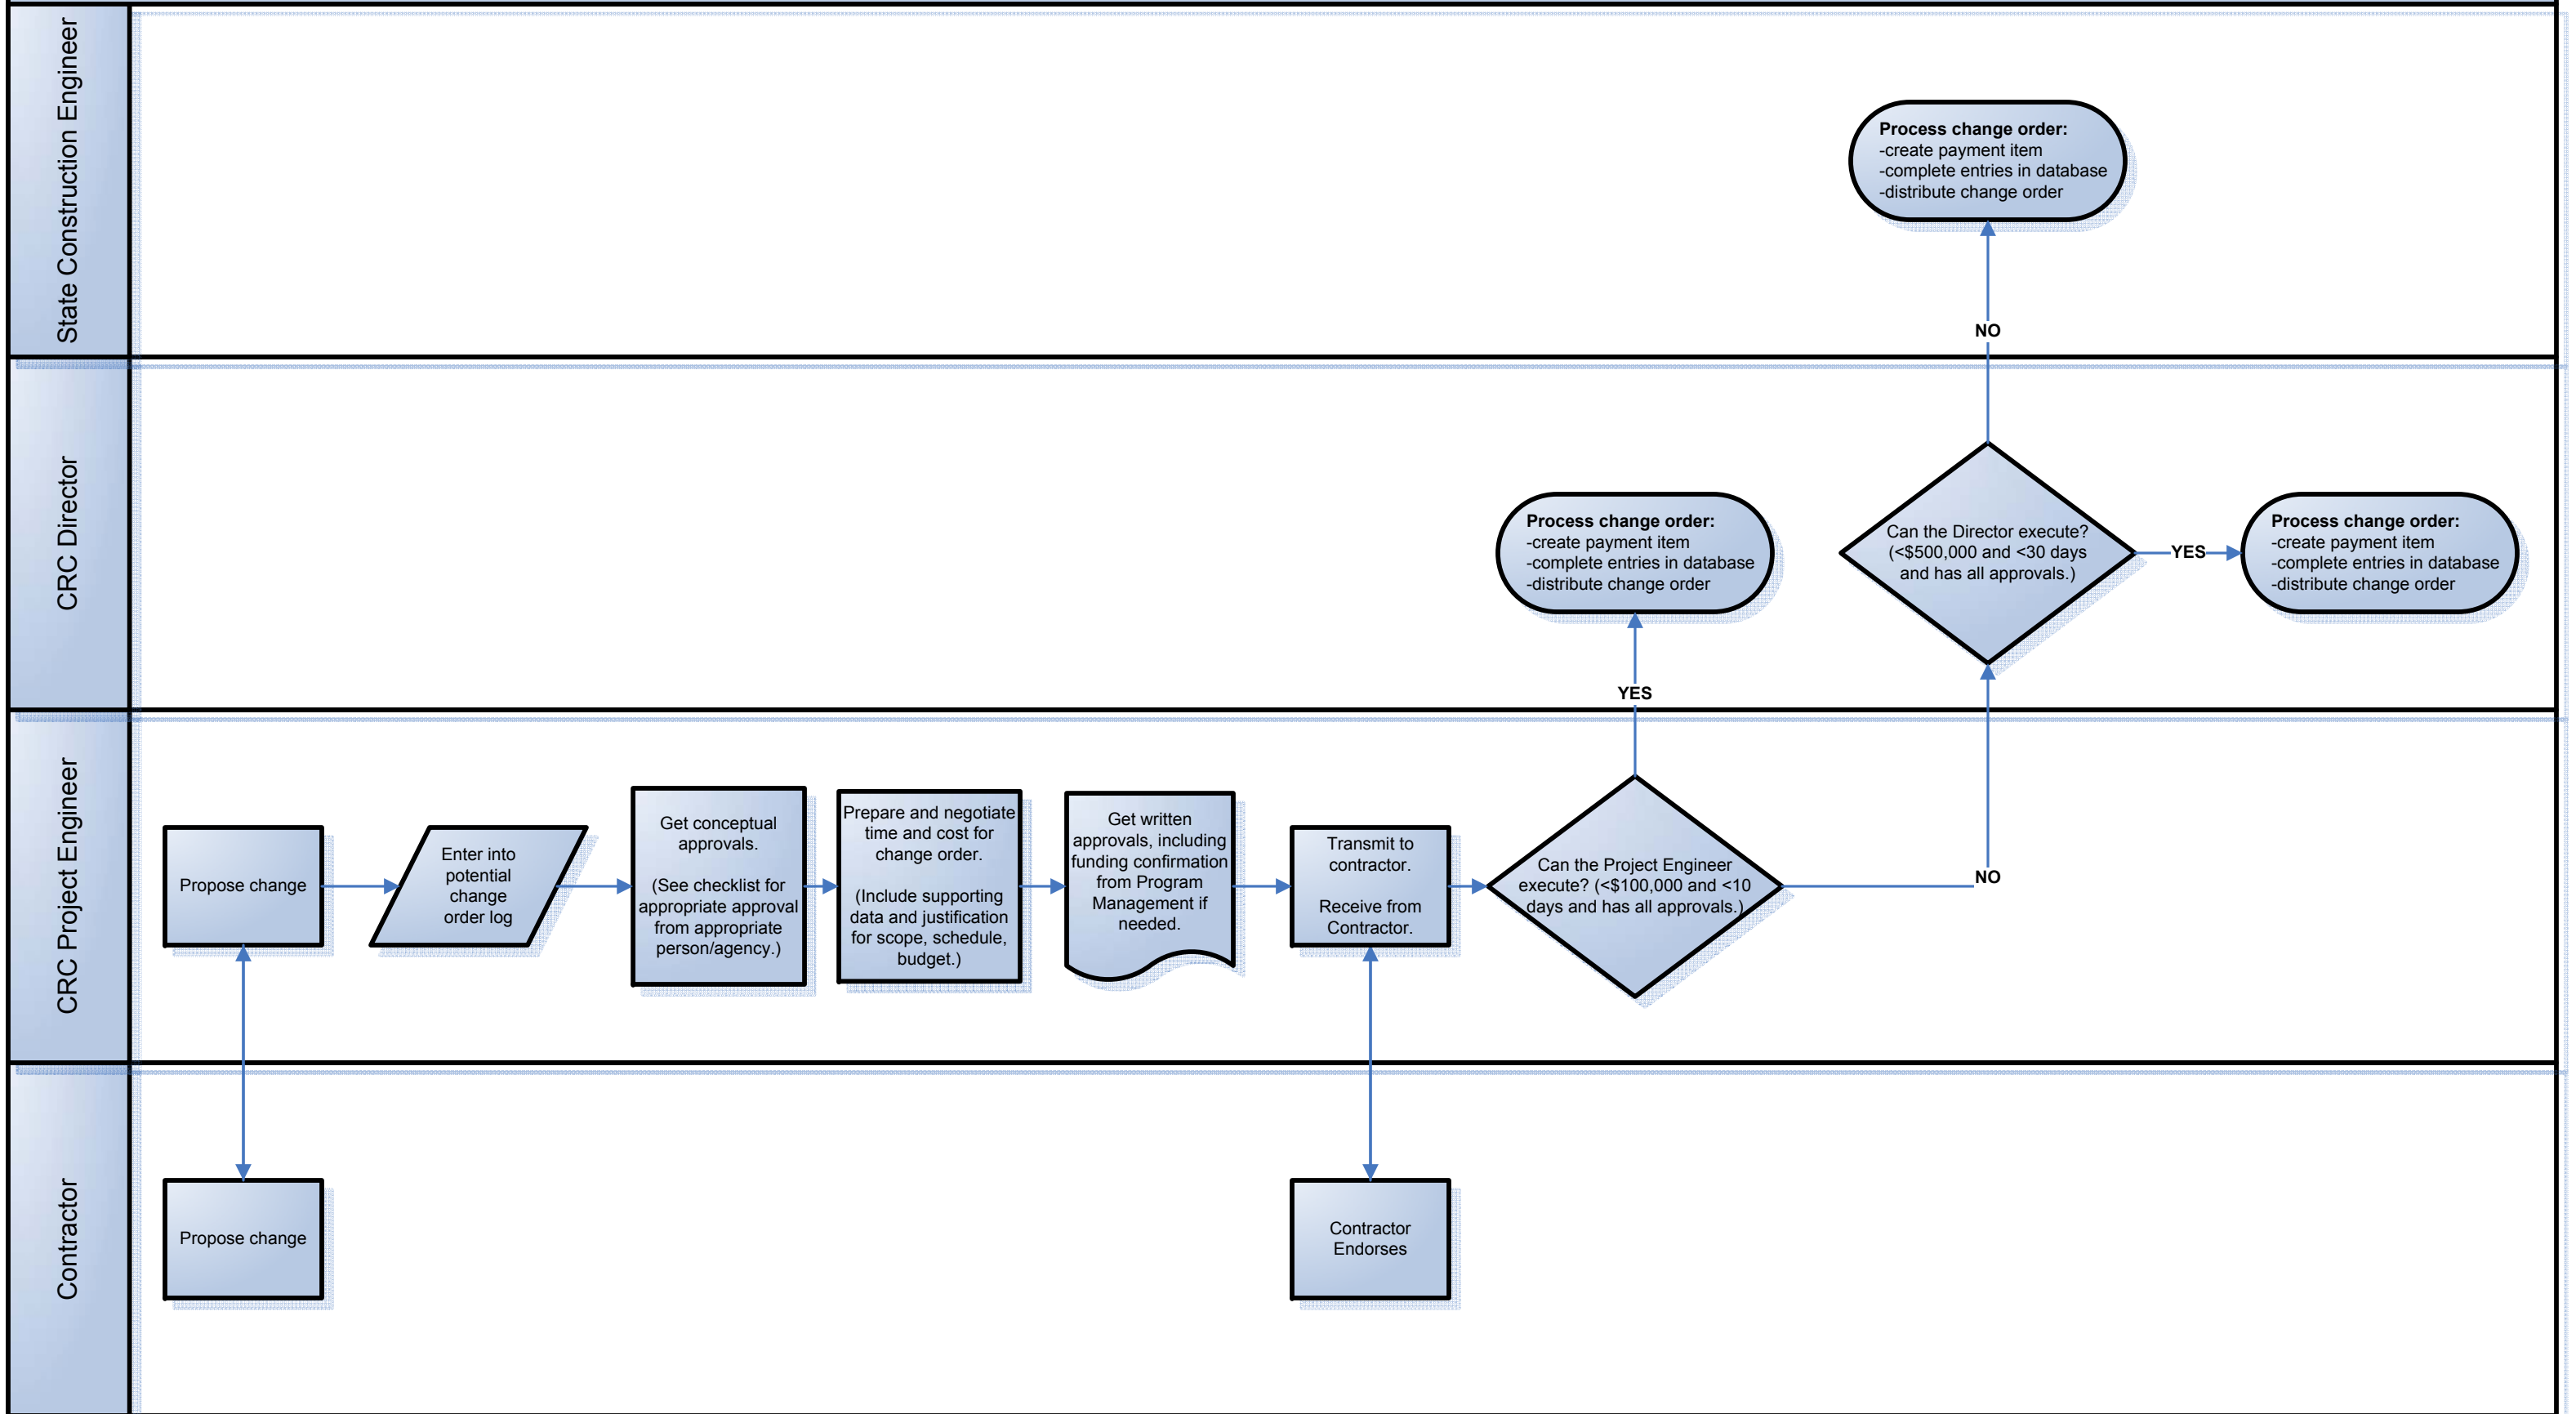 State Construction Engineer
Process change order:
-create payment item
-complete entries in database
-distribute change order
NO
CRC Director
Process change order:
-create payment item
-complete entries in database
-distribute change order
YES
Can the Director execute?
(<$500,000 and <30 days
and has all approvals.)
YES
Process change order:
-create payment item
-complete entries in database
-distribute change order
CRC Project Engineer
Propose change
Enter into
potential
change
order log
Get conceptual
approvals.
(See checklist for
appropriate approval
from appropriate
person/agency.)
Prepare and negotiate
time and cost for
change order.
(Include supporting
data and justification
for scope, schedule,
budget.)
Get written
approvals, including
funding confirmation
from Program
Management if
needed.
Transmit to
contractor.
Receive from
Contractor.
Can the Project Engineer
execute? (<$100,000 and <10
days and has all approvals.)
NO
Contractor
Propose change
Contractor
Endorses